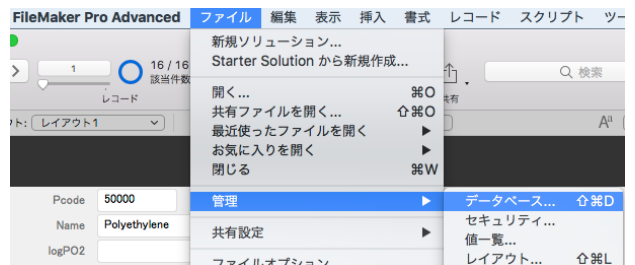 FileMaker Pro Advanced ファイル 編集 表示 挿入 書式 レコード スクリプト ツー
新規ソリューション...
Starter Solution から新規作成...
1
16 / 16
該当件数
レコード
検索
開く... ⌘O
共有
共有ファイルを開く... ⇧⌘O
ト: レイアウト1
最近使ったファイルを開く ▶
Aª
お気に入りを開く ▶
閉じる ⌘W
Pcode 50000
管理 ▶
データベース... ⇧⌘D
セキュリティ...
Name Polyethylene
共有設定 ▶
値一覧...
logPO2
ファイルオプション
レイアウト... ⇧⌘L